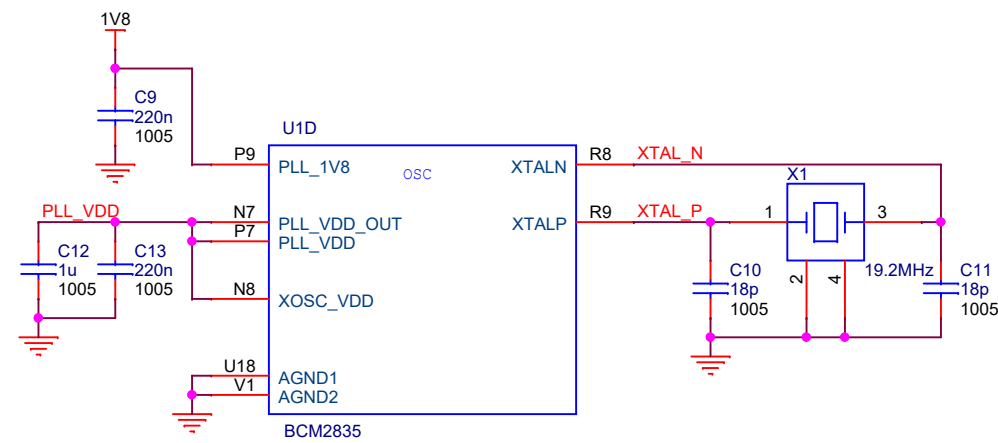 1V8
C9
220n
1005
U1D
P9
PLL_1V8
OSC
XTALN
R8
XTAL_N
X1
PLL_VDD
N7
PLL_VDD_OUT
P7
PLL_VDD
XTALP
R9
XTAL_P
1
3
C12
1u
1005
C13
220n
1005
N8
XOSC_VDD
C10
18p
1005
2
4
19.2MHz
C11
18p
1005
U18
AGND1
V1
AGND2
BCM2835